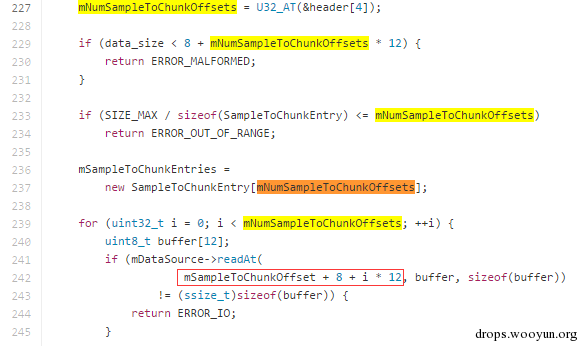 227 mNumSampleToChunkOffsets = U32_AT(&header[4]);
228
229 if (data_size < 8 + mNumSampleToChunkOffsets * 12) {
230 return ERROR_MALFORMED;
231 }
232
233 if (SIZE_MAX / sizeof(SampleToChunkEntry) <= mNumSampleToChunkOffsets)
234 return ERROR_OUT_OF_RANGE;
235
236 mSampleToChunkEntries =
237 new SampleToChunkEntry[mNumSampleToChunkOffsets];
238
239 for (uint32_t i = 0; i < mNumSampleToChunkOffsets; ++i) {
240 uint8_t buffer[12];
241 if (mDataSource->readAt(
242 mSampleToChunkOffset + 8 + i * 12, buffer, sizeof(buffer))
243 != (ssize_t)sizeof(buffer)) {
244 return ERROR_IO;
245 }
drops.wooyun.org